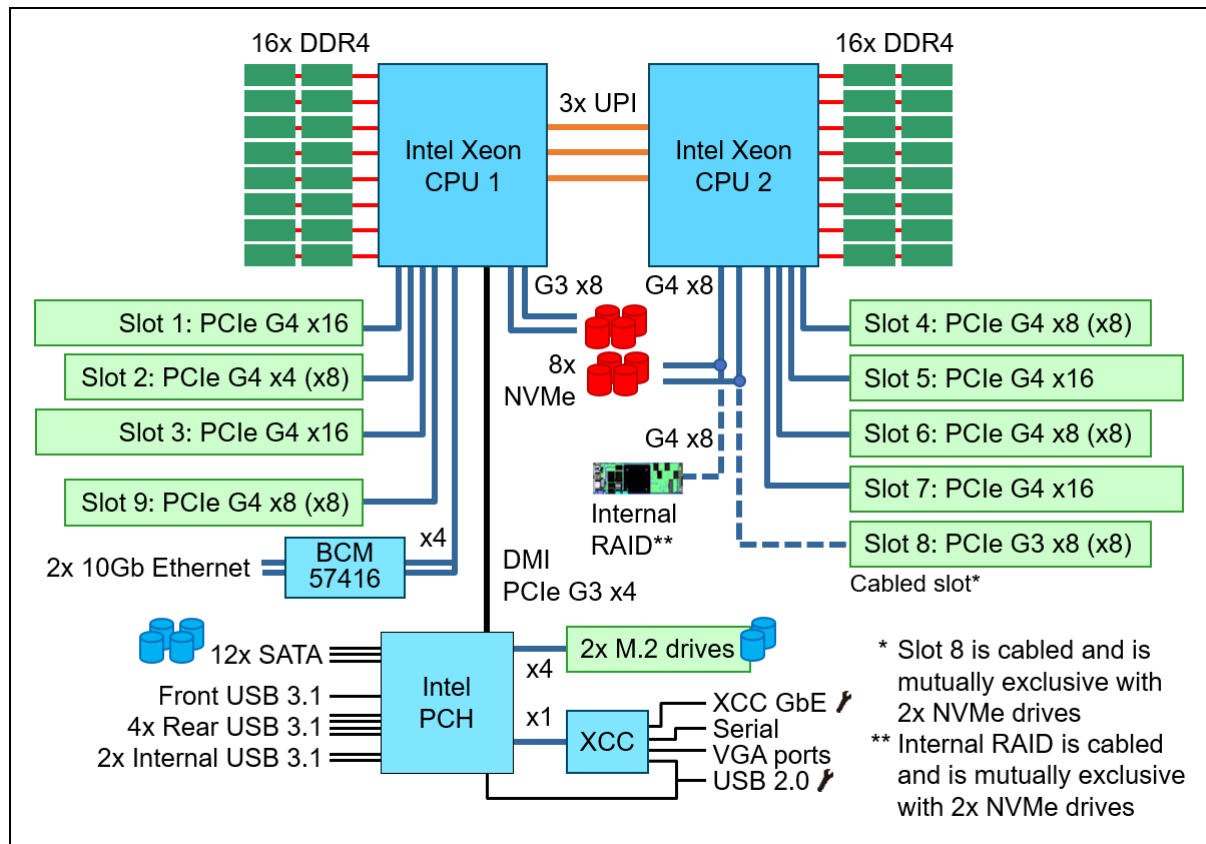 16x DDR4
16x DDR4
3x UPI
Intel Xeon
CPU 1
Intel Xeon
CPU 2
G3 x8
G4 x8
Slot 1: PCIe G4 x16
Slot 2: PCIe G4 x4 (x8)
Slot 3: PCIe G4 x16
Slot 9: PCIe G4 x8 (x8)
8x
NVMe
Slot 4: PCIe G4 x8 (x8)
Slot 5: PCIe G4 x16
Slot 6: PCIe G4 x8 (x8)
Slot 7: PCIe G4 x16
Slot 8: PCIe G3 x8 (x8)
Cabled slot*
G4 x8
Internal
RAID**
x4
2x 10Gb Ethernet
BCM
57416
DMI
PCIe G3 x4
12x SATA
Front USB 3.1
4x Rear USB 3.1
2x Internal USB 3.1
Intel
PCH
x4
2x M.2 drives
x1
XCC
XCC GbE
Serial
VGA ports
USB 2.0
* Slot 8 is cabled and is
mutually exclusive with
2x NVMe drives
** Internal RAID is cabled
and is mutually exclusive
with 2x NVMe drives